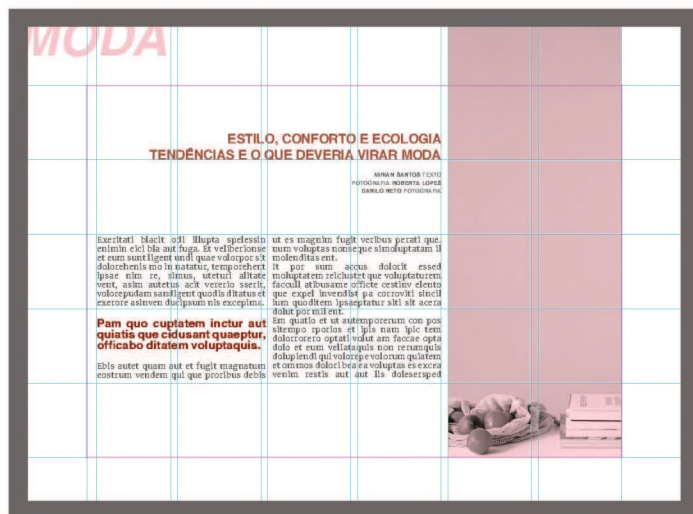 MODA
ESTILO, CONFORTO E ECOLOGIA
TENDÊNCIAS E O QUE DEVERIA VIRAR MODA
MIRIAN SANTOS TEXTO
FOTOGRAFIA ROBERTA LOPES
DANILO NETO FOTOGRAFIA
Exeritati blacit odi illupta spelessin
enimin eici bla aut fuga. Et veliberionse
et eum sunt ligent undi quae volorpor sit
dolorehenis mo in natatur, temporehent
ipsae nim re, simus, uteturi alitate
vent, asim autetus acit vererio sserit,
volorepudam sandigent quodis ditatus et
exerore asinven ducipsum nis excepima.
Pam quo cuptatem inctur aut
quiatis que cidusant quaeptur,
officabo ditatem voluptaquis.
Ebis autet quam aut et fugit magnatum
eostrum vendem qui que proribus debis
ut es magnim fugit veribus perati que.
num voluptas nonseque simoluptatam il
molenditas ent.
It por sum accus dolorit essed
moluptatem reiciustet que voluptaturem
faccull atibusame officte cestinv elento
que expel invendist pa corroviti sincil
ium quoditem ipsaeptatur siti sit acera
dolut por mil ent.
Em quatio et ut autemporerum con pos
sitempo rporios et ipis nam ipic tem
dolorrorero optati volut am faccae opta
dolo et eum vellataquis non rerumquis
doluplendi qui volorepe volorum quiatem
et ommos dolori bea ea voluptas es excea
venim restis aut aut lis dolesersped